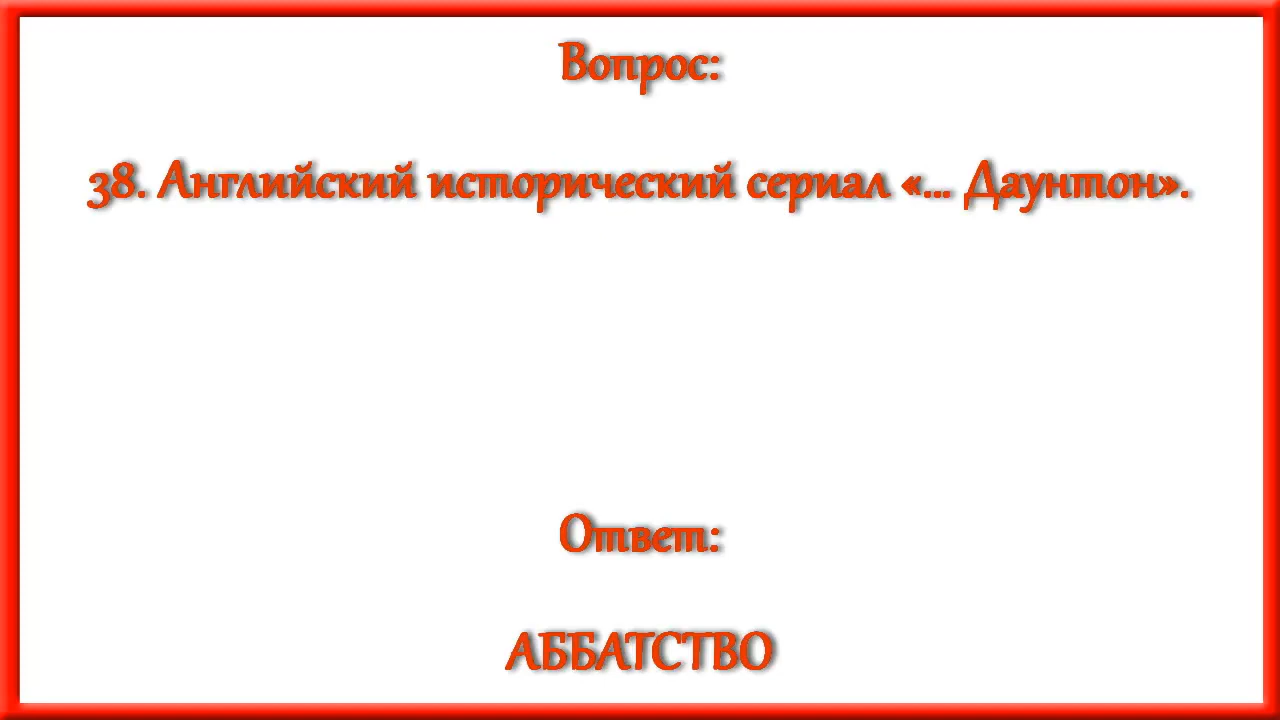 Вопрос:
38. Английский исторический сериал «... Даунтон».
Ответ:
АББАТСТВО